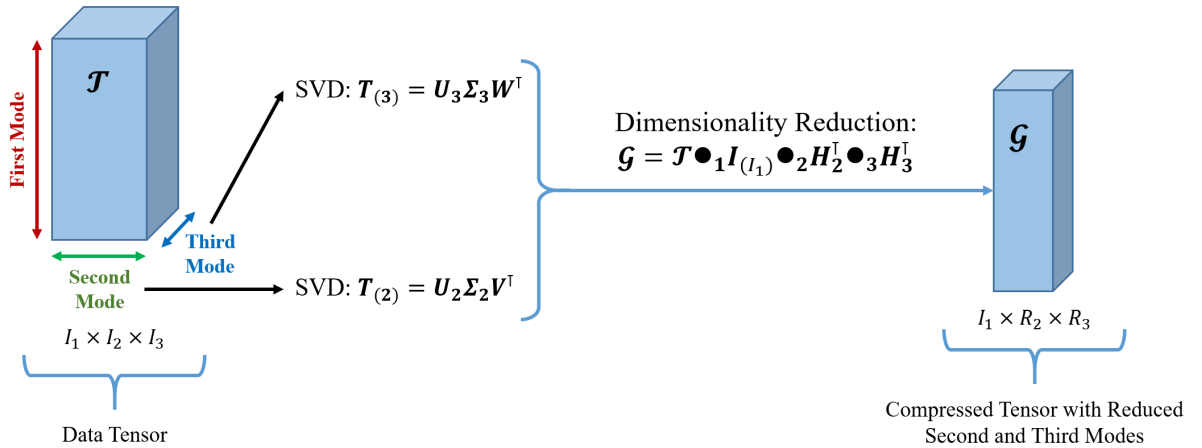 First Mode
𝓣
Second
Mode
Third
Mode
I₁ × I₂ × I₃
Data Tensor
SVD: T₍₃₎ = U₃Σ₃Wᵀ
SVD: T₍₂₎ = U₂Σ₂Vᵀ
Dimensionality Reduction:
𝓖 = 𝓣●₁I₍I₁₎●₂H₂ᵀ●₃H₃ᵀ
𝓖
I₁ × R₂ × R₃
Compressed Tensor with Reduced
Second and Third Modes